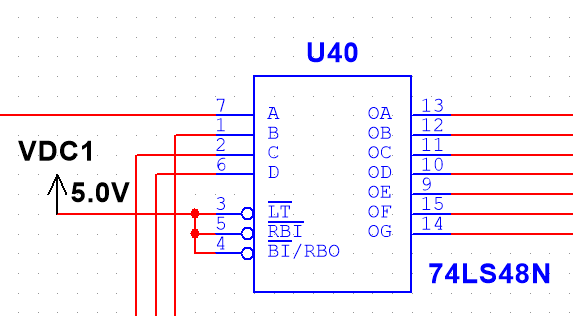 U40
7 A OA 13
1 B OB 12
2 C OC 11
VDC1
6 D OD 10
5.0V
OE 9
3 LT OF 15
5 RBI OG 14
4 BI/RBO
74LS48N